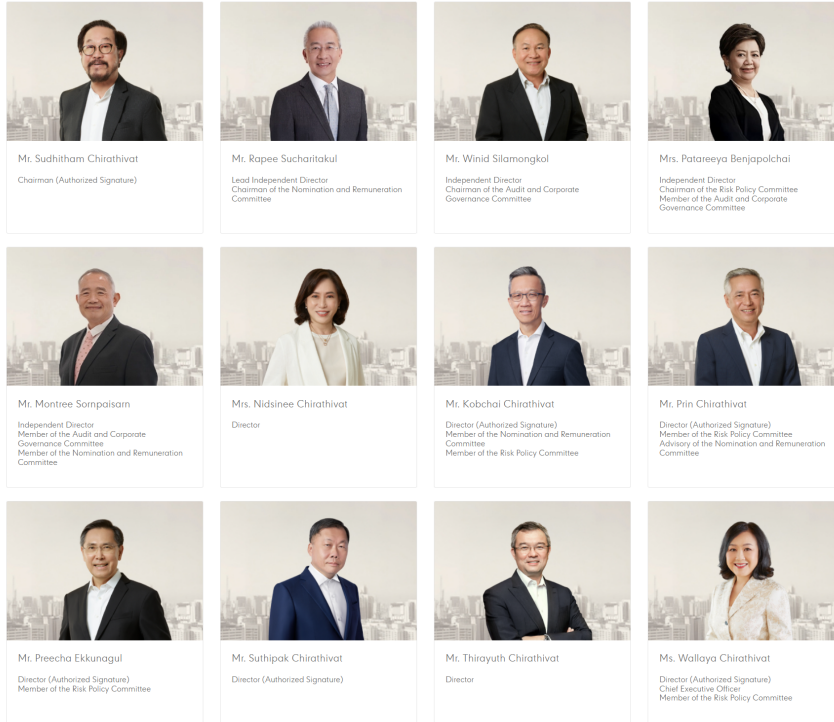 Mr. Sudhitham Chirathivat
Chairman (Authorized Signature)
Mr. Rapee Sucharitakul
Lead Independent Director
Chairman of the Nomination and Remuneration
Committee
Mr. Winid Silamongkol
Independent Director
Chairman of the Audit and Corporate
Governance Committee
Mrs. Patareeya Benjapolchai
Independent Director
Chairman of the Risk Policy Committee
Member of the Audit and Corporate
Governance Committee
Mr. Montree Sornpaisarn
Independent Director
Member of the Audit and Corporate
Governance Committee
Member of the Nomination and Remuneration
Committee
Mrs. Nidsinee Chirathivat
Director
Mr. Kobchai Chirathivat
Director (Authorized Signature)
Member of the Nomination and Remuneration
Committee
Member of the Risk Policy Committee
Mr. Prin Chirathivat
Director (Authorized Signature)
Member of the Risk Policy Committee
Advisory of the Nomination and Remuneration
Committee
Mr. Preecha Ekkunagul
Director (Authorized Signature)
Member of the Risk Policy Committee
Mr. Suthipak Chirathivat
Director (Authorized Signature)
Mr. Thirayuth Chirathivat
Director
Ms. Wallaya Chirathivat
Director (Authorized Signature)
Chief Executive Officer
Member of the Risk Policy Committee